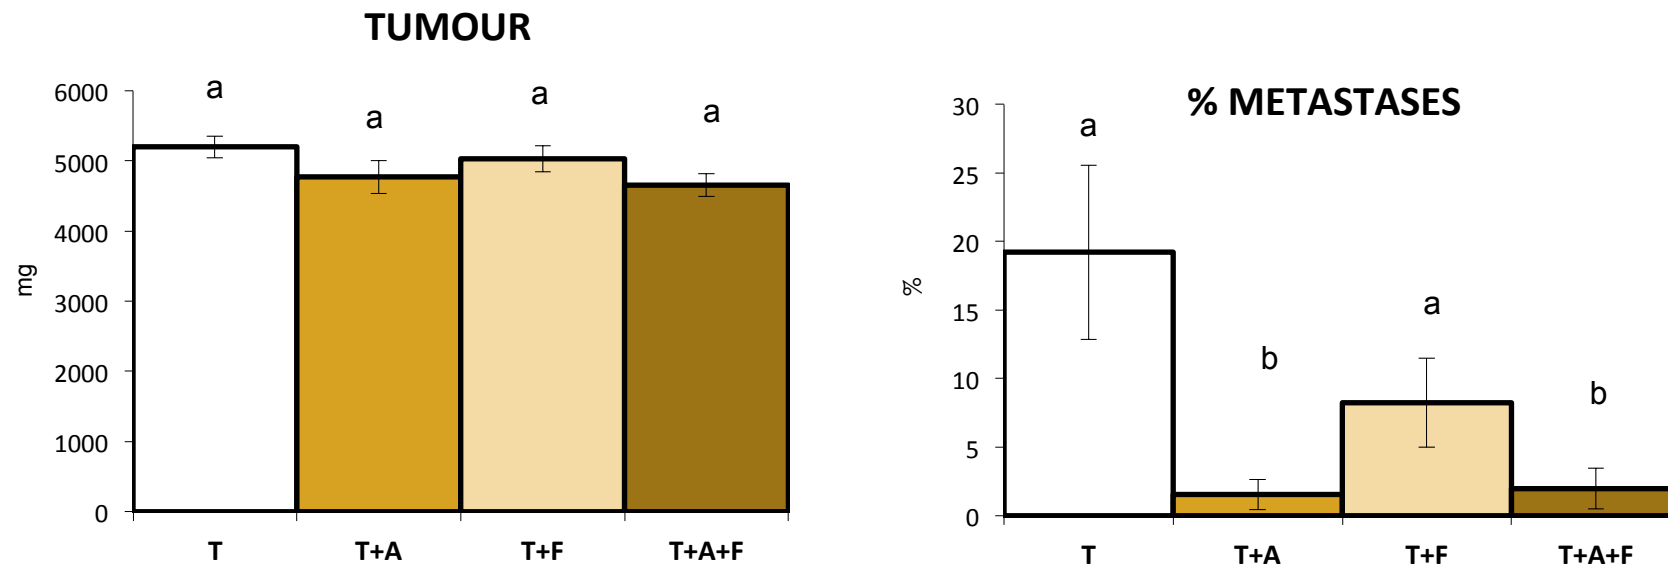 TUMOUR
a
a
a
a
6000
5000
4000
3000
2000
1000
0
mg
T
T+A
T+F
T+A+F
% METASTASES
a
b
a
b
30
25
20
15
10
5
0
%
T
T+A
T+F
T+A+F